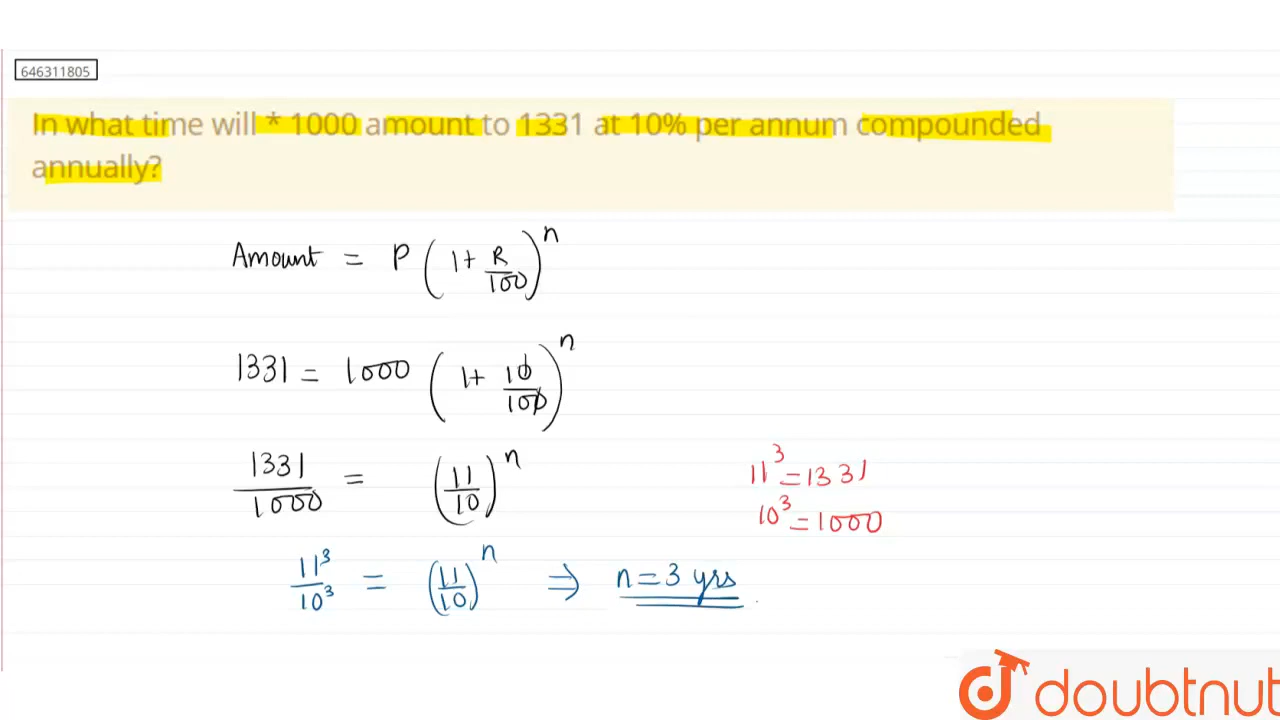 646311805
In what time will * 1000 amount to 1331 at 10% per annum compounded
annually?
Amount = P (1 + R/100)^n
1331 = 1000 (1 + 10/100)^n
1331/1000 = (11/10)^n
11^3 = 1331
10^3 = 1000
11^3/10^3 = (11/10)^n ⇒ n = 3 yrs
doubtnut